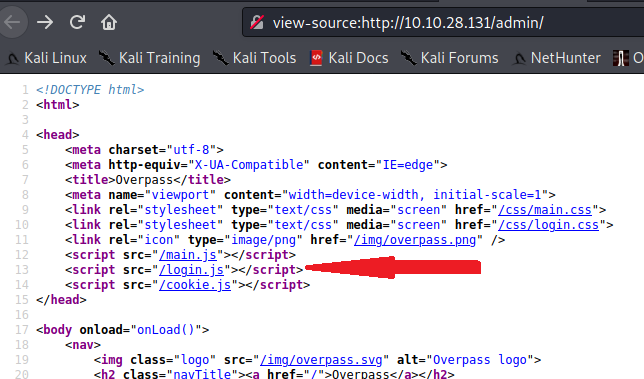 view-source:http://10.10.28.131/admin/
Kali Linux Kali Training Kali Tools Kali Docs Kali Forums NetHunter O
1 <!DOCTYPE html>
2 <html>
3
4 <head>
5 <meta charset="utf-8">
6 <meta http-equiv="X-UA-Compatible" content="IE=edge">
7 <title>Overpass</title>
8 <meta name="viewport" content="width=device-width, initial-scale=1">
9 <link rel="stylesheet" type="text/css" media="screen" href="/css/main.css">
10 <link rel="stylesheet" type="text/css" media="screen" href="/css/login.css">
11 <link rel="icon" type="image/png" href="/img/overpass.png" />
12 <script src="/main.js"></script>
13 <script src="/login.js"></script>
14 <script src="/cookie.js"></script>
15 </head>
16
17 <body onload="onLoad()">
18 <nav>
19 <img class="logo" src="/img/overpass.svg" alt="Overpass logo">
20 <h2 class="navTitle"><a href="/">Overpass</a></h2>